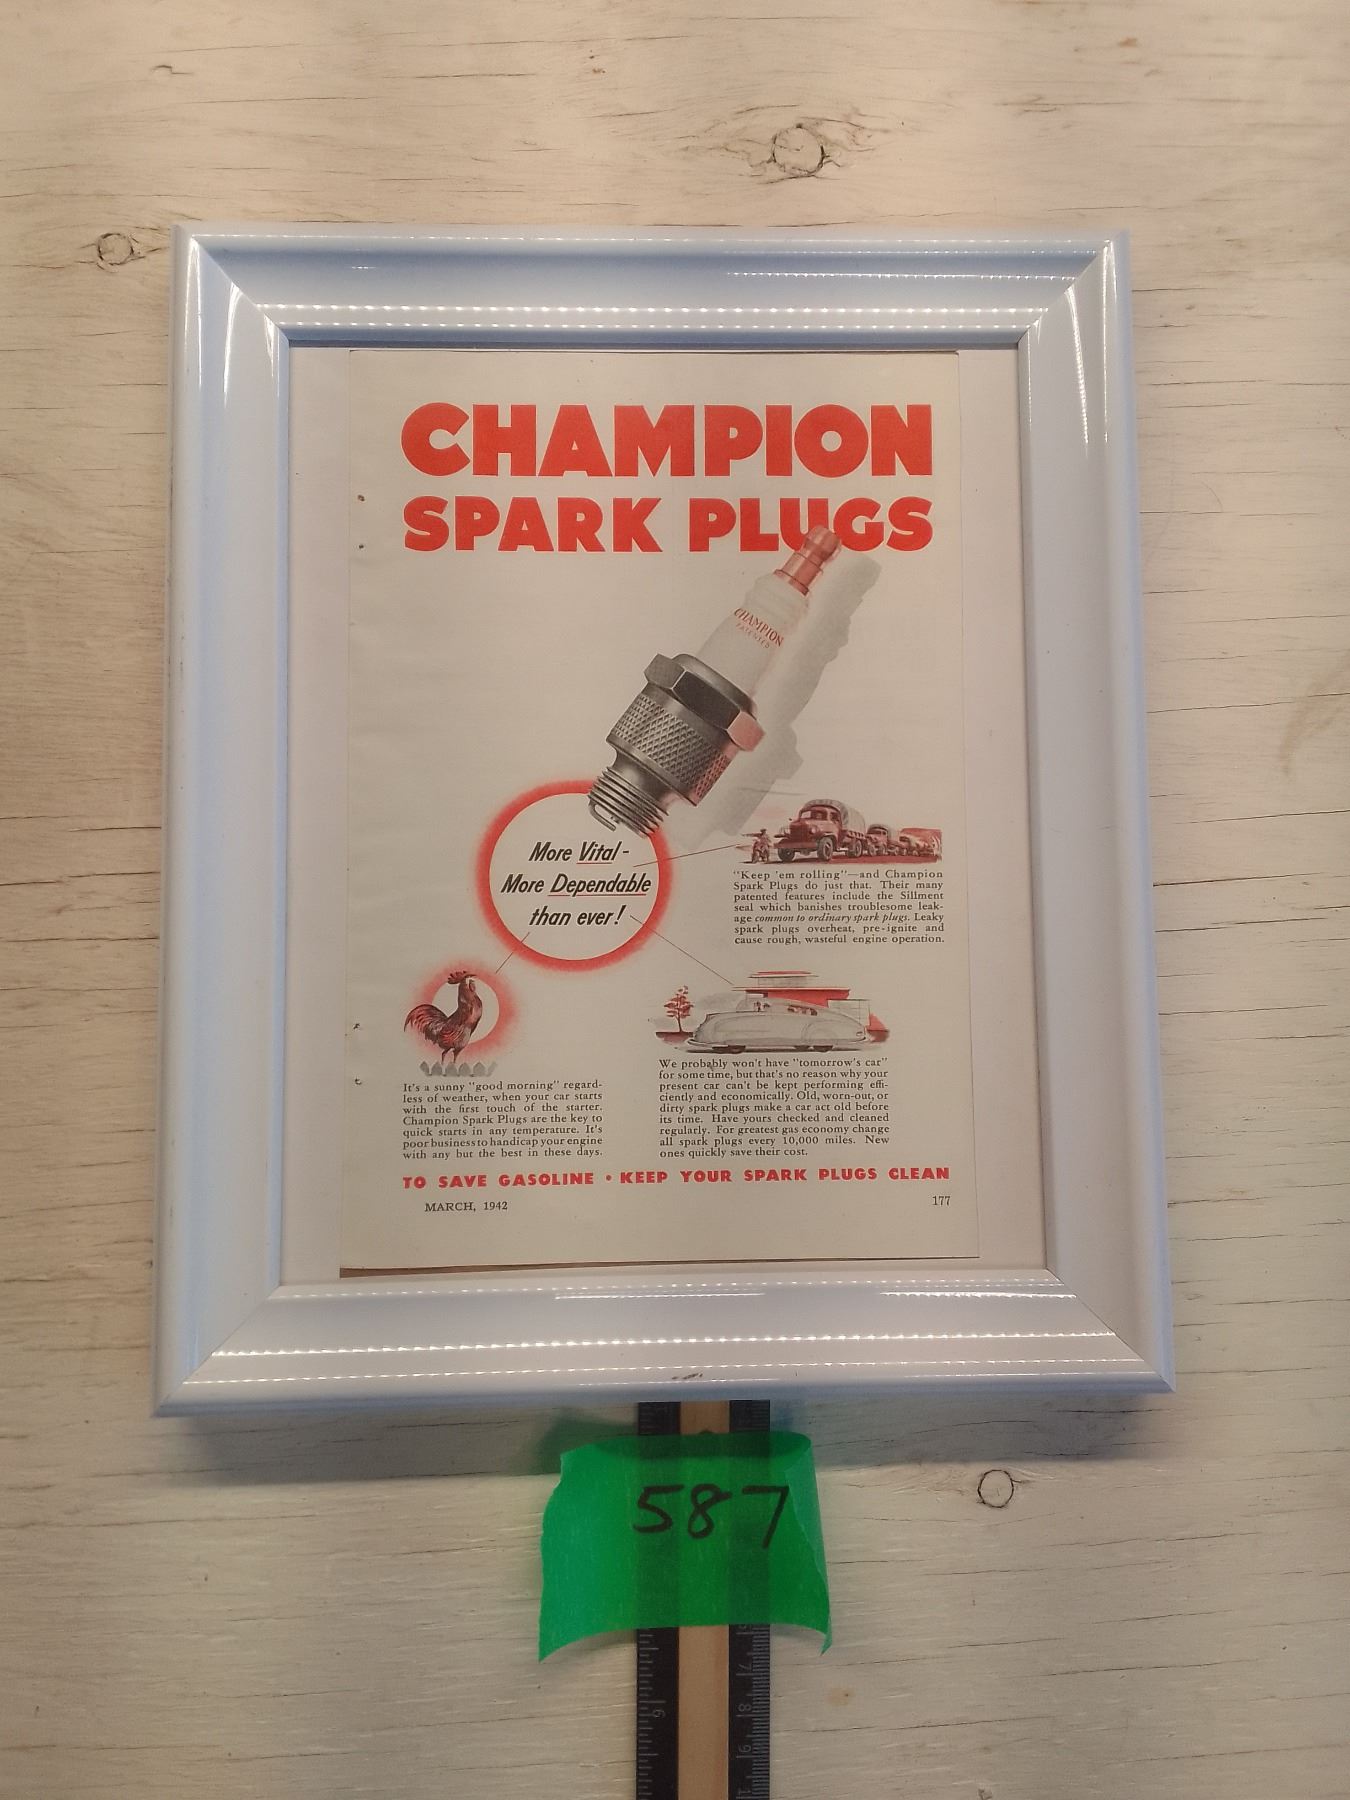 CHAMPION
SPARK PLUGS
CHAMPION
PATENTED
More Vital -
More Dependable
than ever!
"Keep 'em rolling"—and Champion
Spark Plugs do just that. Their many
patented features include the Sillment
seal which banishes troublesome leak-
age common to ordinary spark plugs. Leaky
spark plugs overheat, pre-ignite and
cause rough, wasteful engine operation.
It's a sunny "good morning" regard-
less of weather, when your car starts
with the first touch of the starter.
Champion Spark Plugs are the key to
quick starts in any temperature. It's
poor business to handicap your engine
with any but the best in these days.
We probably won't have "tomorrow's car"
for some time, but that's no reason why your
present car can't be kept performing effi-
ciently and economically. Old, worn-out, or
dirty spark plugs make a car act old before
its time. Have yours checked and cleaned
regularly. For greatest gas economy change
all spark plugs every 10,000 miles. New
ones quickly save their cost.
TO SAVE GASOLINE • KEEP YOUR SPARK PLUGS CLEAN
MARCH, 1942
177
587